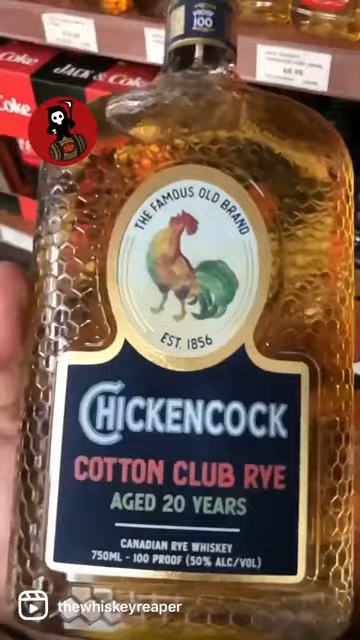 PROOF
100
Coke
JACK & Coke
Coke
THE FAMOUS OLD BRAND
EST. 1856
CHICKENCOCK
COTTON CLUB RYE
AGED 20 YEARS
CANADIAN RYE WHISKEY
750ML - 100 PROOF (50% ALC/VOL)
thewhiskeyreaper